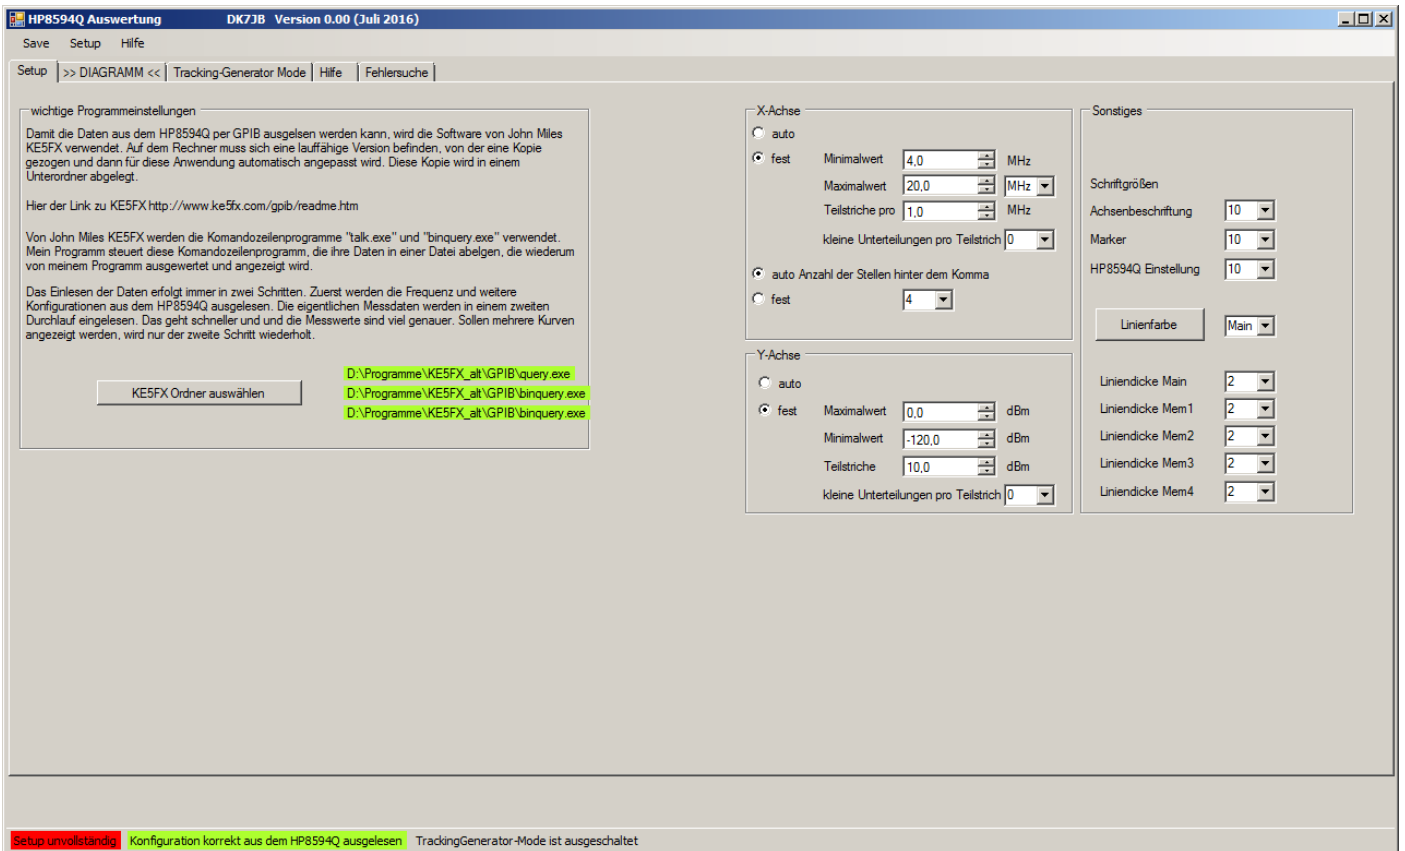 HP8594Q Auswertung DK7JB Version 0.00 (Juli 2016)
Save Setup Hilfe
Setup >> DIAGRAMM << Tracking-Generator Mode Hilfe Fehlersuche
wichtige Programmeinstellungen
Damit die Daten aus dem HP8594Q per GPIB ausgelsen werden kann, wird die Software von John Miles
KE5FX verwendet. Auf dem Rechner muss sich eine lauffähige Version befinden, von der eine Kopie
gezogen und dann für diese Anwendung automatisch angepasst wird. Diese Kopie wird in einem
Unterordner abgelegt.
Hier der Link zu KE5FX http://www.ke5fx.com/gpib/readme.htm
Von John Miles KE5FX werden die Komandozeilenprogramme "talk.exe" und "binquery.exe" verwendet.
Mein Programm steuert diese Komandozeilenprogramm, die ihre Daten in einer Datei abelgen, die wiederum
von meinem Programm ausgewertet und angezeigt wird.
Das Einlesen der Daten erfolgt immer in zwei Schritten. Zuerst werden die Frequenz und weitere
Konfigurationen aus dem HP8594Q ausgelesen. Die eigentlichen Messdaten werden in einem zweiten
Durchlauf eingelesen. Das geht schneller und und die Messwerte sind viel genauer. Sollen mehrere Kurven
angezeigt werden, wird nur der zweite Schritt wiederholt.
KE5FX Ordner auswählen
D:\Programme\KE5FX_alt\GPIB\query.exe
D:\Programme\KE5FX_alt\GPIB\binquery.exe
D:\Programme\KE5FX_alt\GPIB\binquery.exe
X-Achse
auto
fest Minimalwert 4,0 MHz
Maximalwert 20,0 MHz
Teilstriche pro 1,0 MHz
kleine Unterteilungen pro Teilstrich 0
auto Anzahl der Stellen hinter dem Komma
fest 4
Y-Achse
auto
fest Maximalwert 0,0 dBm
Minimalwert -120,0 dBm
Teilstriche 10,0 dBm
kleine Unterteilungen pro Teilstrich 0
Sonstiges
Schriftgrößen
Achsenbeschriftung 10
Marker 10
HP8594Q Einstellung 10
Linienfarbe Main
Liniendicke Main 2
Liniendicke Mem1 2
Liniendicke Mem2 2
Liniendicke Mem3 2
Liniendicke Mem4 2
Setup unvollständig Konfiguration korrekt aus dem HP8594Q ausgelesen TrackingGenerator-Mode ist ausgeschaltet